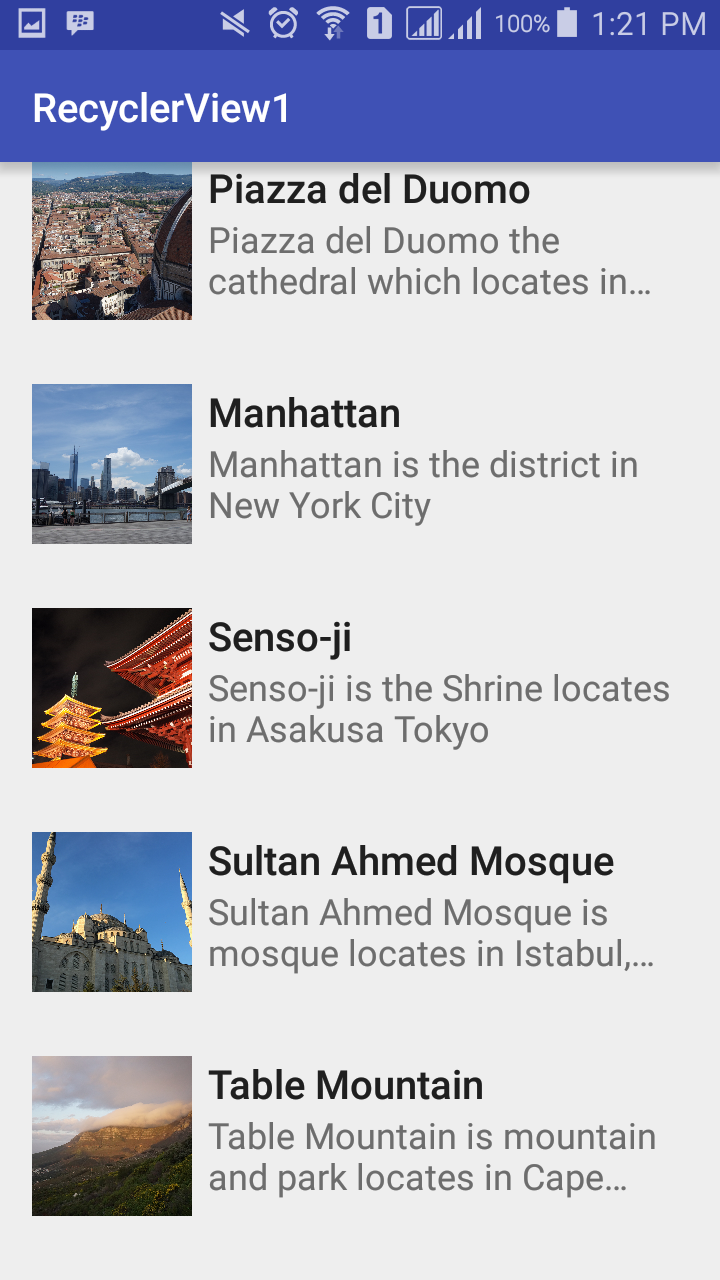 1 100% 1:21 PM
RecyclerView1
Piazza del Duomo
Piazza del Duomo the
cathedral which locates in…
Manhattan
Manhattan is the district in
New York City
Senso-ji
Senso-ji is the Shrine locates
in Asakusa Tokyo
Sultan Ahmed Mosque
Sultan Ahmed Mosque is
mosque locates in Istabul,…
Table Mountain
Table Mountain is mountain
and park locates in Cape…